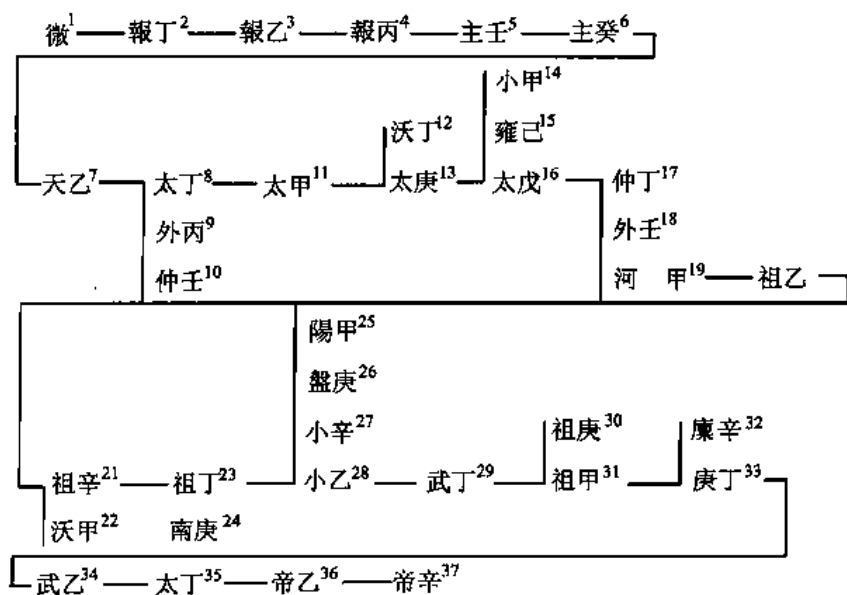 微1 報丁2 報乙3 報丙4 主壬5 主癸6
小甲14
沃丁12 雍己15
天乙7 太丁8 太甲11 太庚13 太戊16 仲丁17
外丙9 外壬18
仲壬10 河 甲19 祖乙
陽甲25
盤庚26
小辛27 祖庚30 廩辛32
祖辛21 祖丁23 小乙28 武丁29 祖甲31 庚丁33
沃甲22 南庚24
武乙34 太丁35 帝乙36 帝辛37